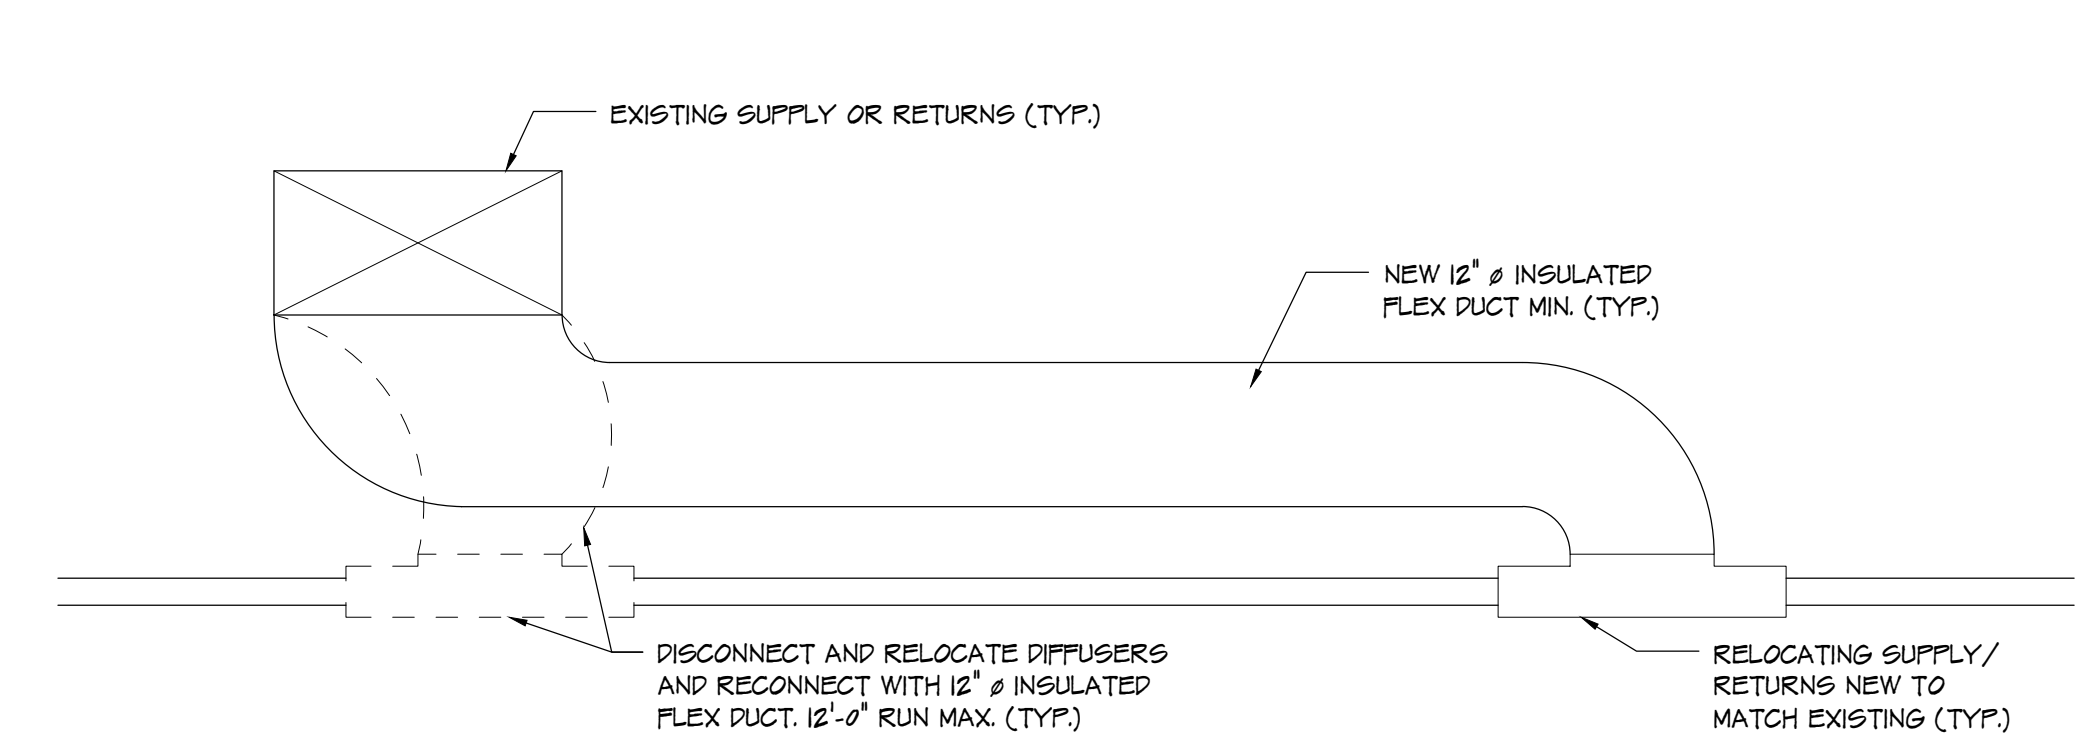 EXISTING SUPPLY OR RETURNS (TYP.)
NEW 12" ø INSULATED
FLEX DUCT MIN. (TYP.)
DISCONNECT AND RELOCATE DIFFUSERS
AND RECONNECT WITH 12" ø INSULATED
FLEX DUCT. 12'-0" RUN MAX. (TYP.)
RELOCATING SUPPLY/
RETURNS NEW TO
MATCH EXISTING (TYP.)